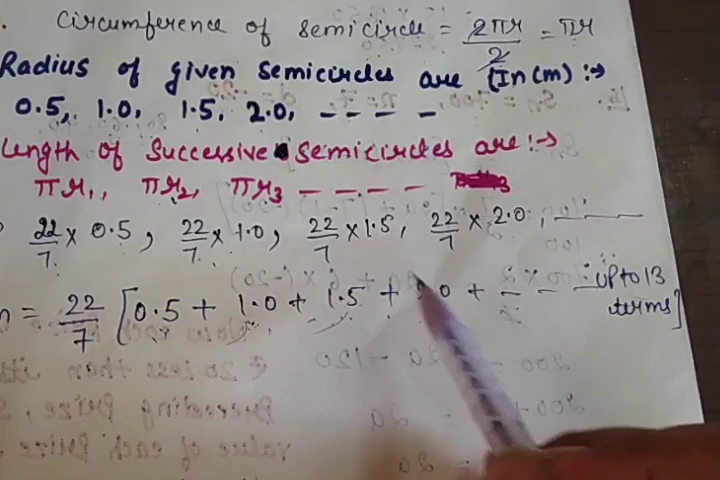 Circumference of semicircle = 2πr/2 = πr
Radius of given semicircles are (In cm) :→
0.5, 1.0, 1.5, 2.0, - - - -
Length of Successive semicircles are :→
πr₁, πr₂, πr₃ - - - -
22/7 × 0.5, 22/7 × 1.0, 22/7 × 1.5, 22/7 × 2.0,
= 22/7 [0.5 + 1.0 + 1.5 + .0 + - - - upto 13 terms]